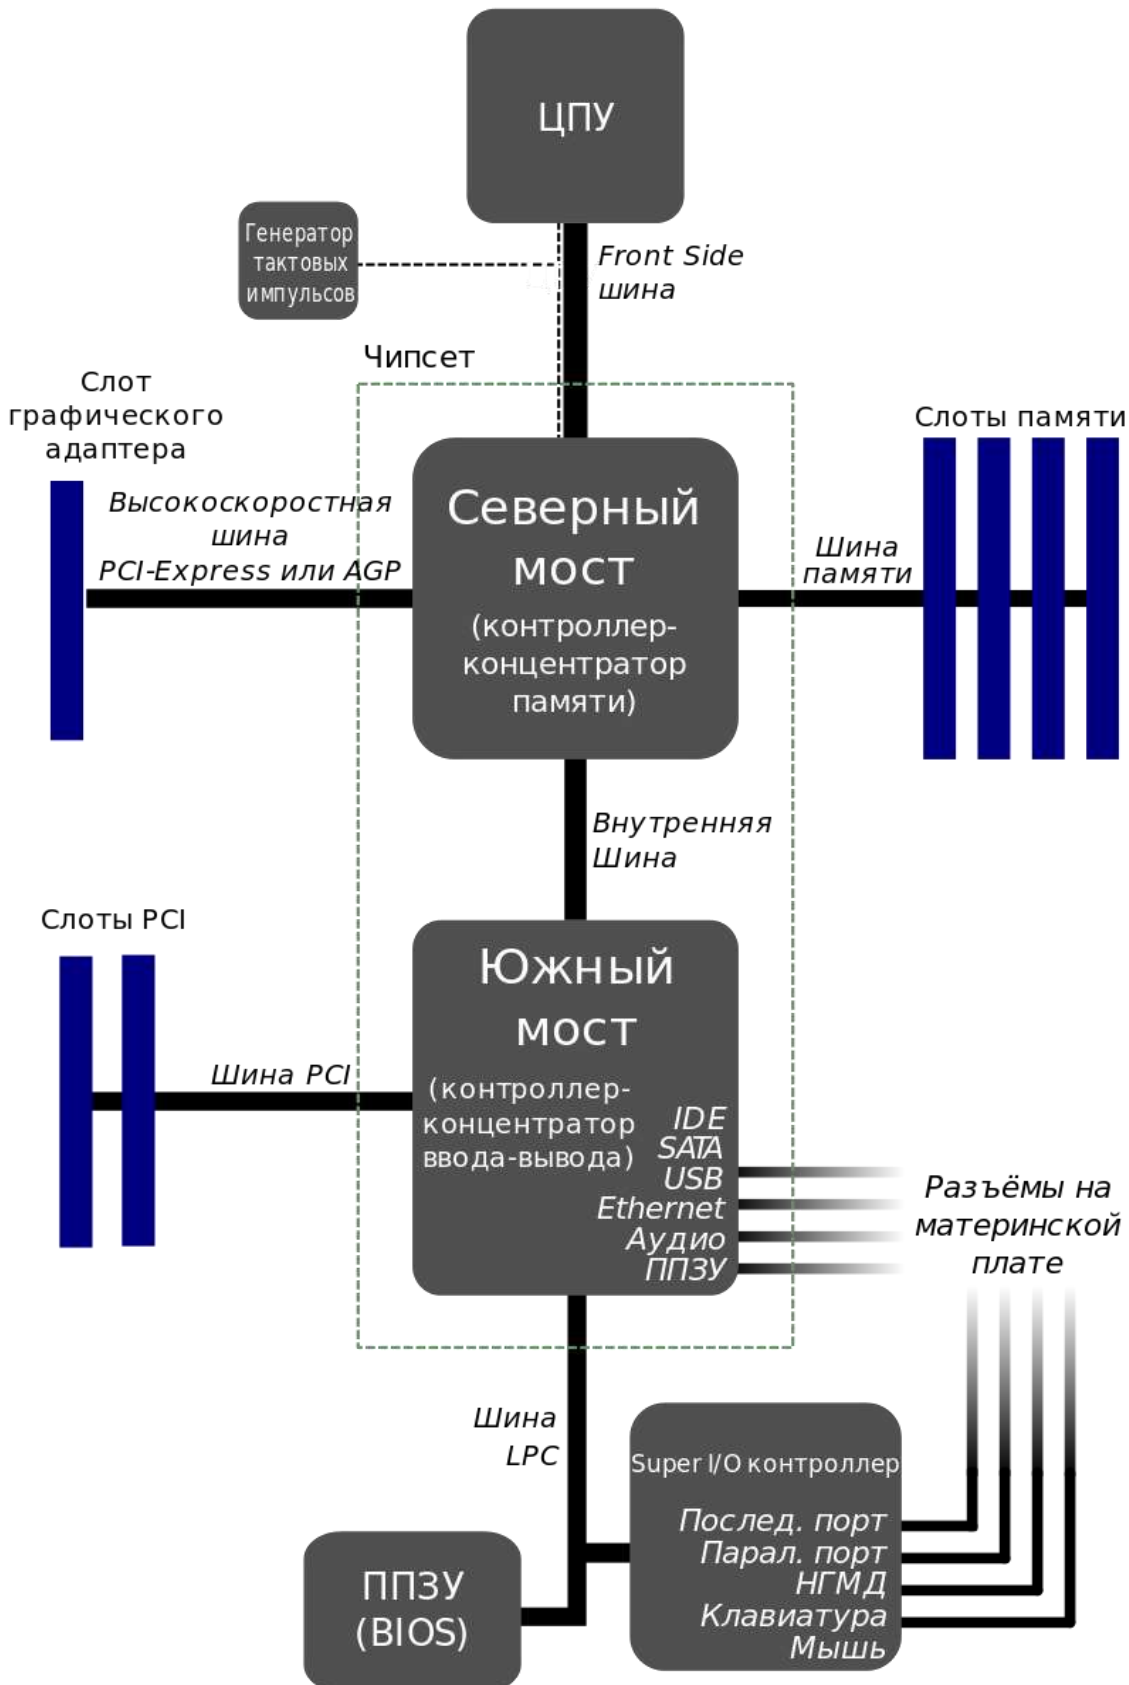 ЦПУ
Генератор
тактовых
импульсов
Front Side
шина
Чипсет
Слот
графического
адаптера
Высокоскоростная
шина
PCI-Express или AGP
Северный
мост
(контроллер-
концентратор
памяти)
Шина
памяти
Слоты памяти
Внутренняя
Шина
Слоты PCI
Шина PCI
Южный
мост
(контроллер-
концентратор
ввода-вывода)
IDE
SATA
USB
Ethernet
Аудио
ППЗУ
Разъёмы на
материнской
плате
Шина
LPC
Super I/O контроллер
Послед. порт
Парал. порт
НГМД
Клавиатура
Мышь
ППЗУ
(BIOS)